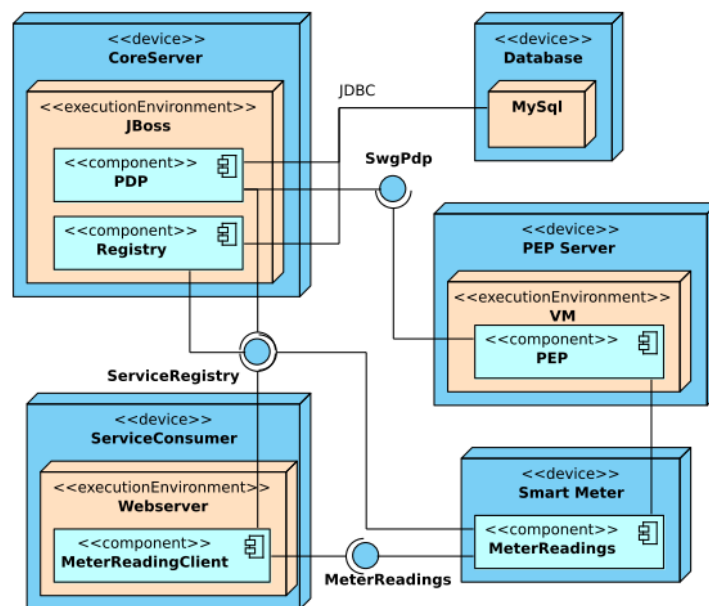 <<device>>
CoreServer
<<executionEnvironment>>
JBoss
<<component>>
PDP
<<component>>
Registry
JDBC
<<device>>
Database
MySql
SwgPdp
<<device>>
PEP Server
<<executionEnvironment>>
VM
<<component>>
PEP
ServiceRegistry
<<device>>
ServiceConsumer
<<executionEnvironment>>
Webserver
<<component>>
MeterReadingClient
MeterReadings
<<device>>
Smart Meter
<<component>>
MeterReadings